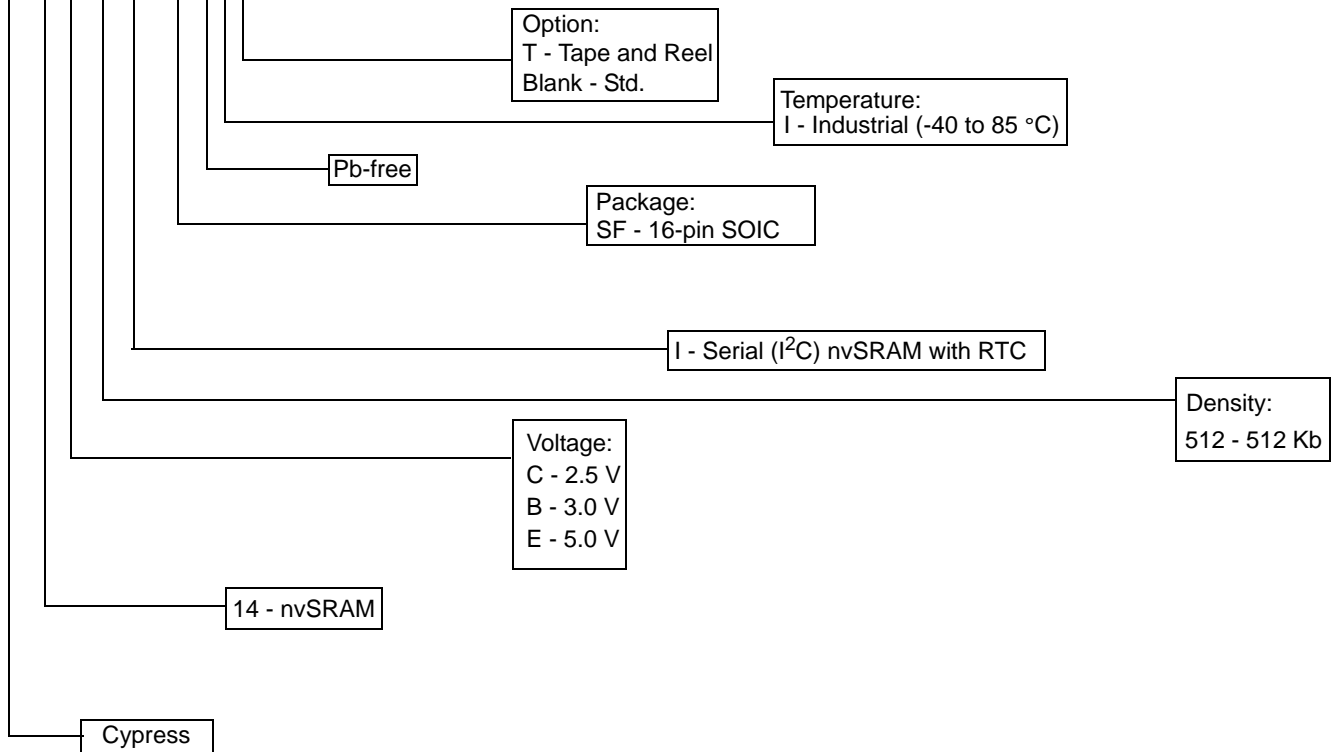 Option:
T - Tape and Reel
Blank - Std.
Temperature:
I - Industrial (-40 to 85 °C)
Pb-free
Package:
SF - 16-pin SOIC
I - Serial (I²C) nvSRAM with RTC
Density:
512 - 512 Kb
Voltage:
C - 2.5 V
B - 3.0 V
E - 5.0 V
14 - nvSRAM
Cypress